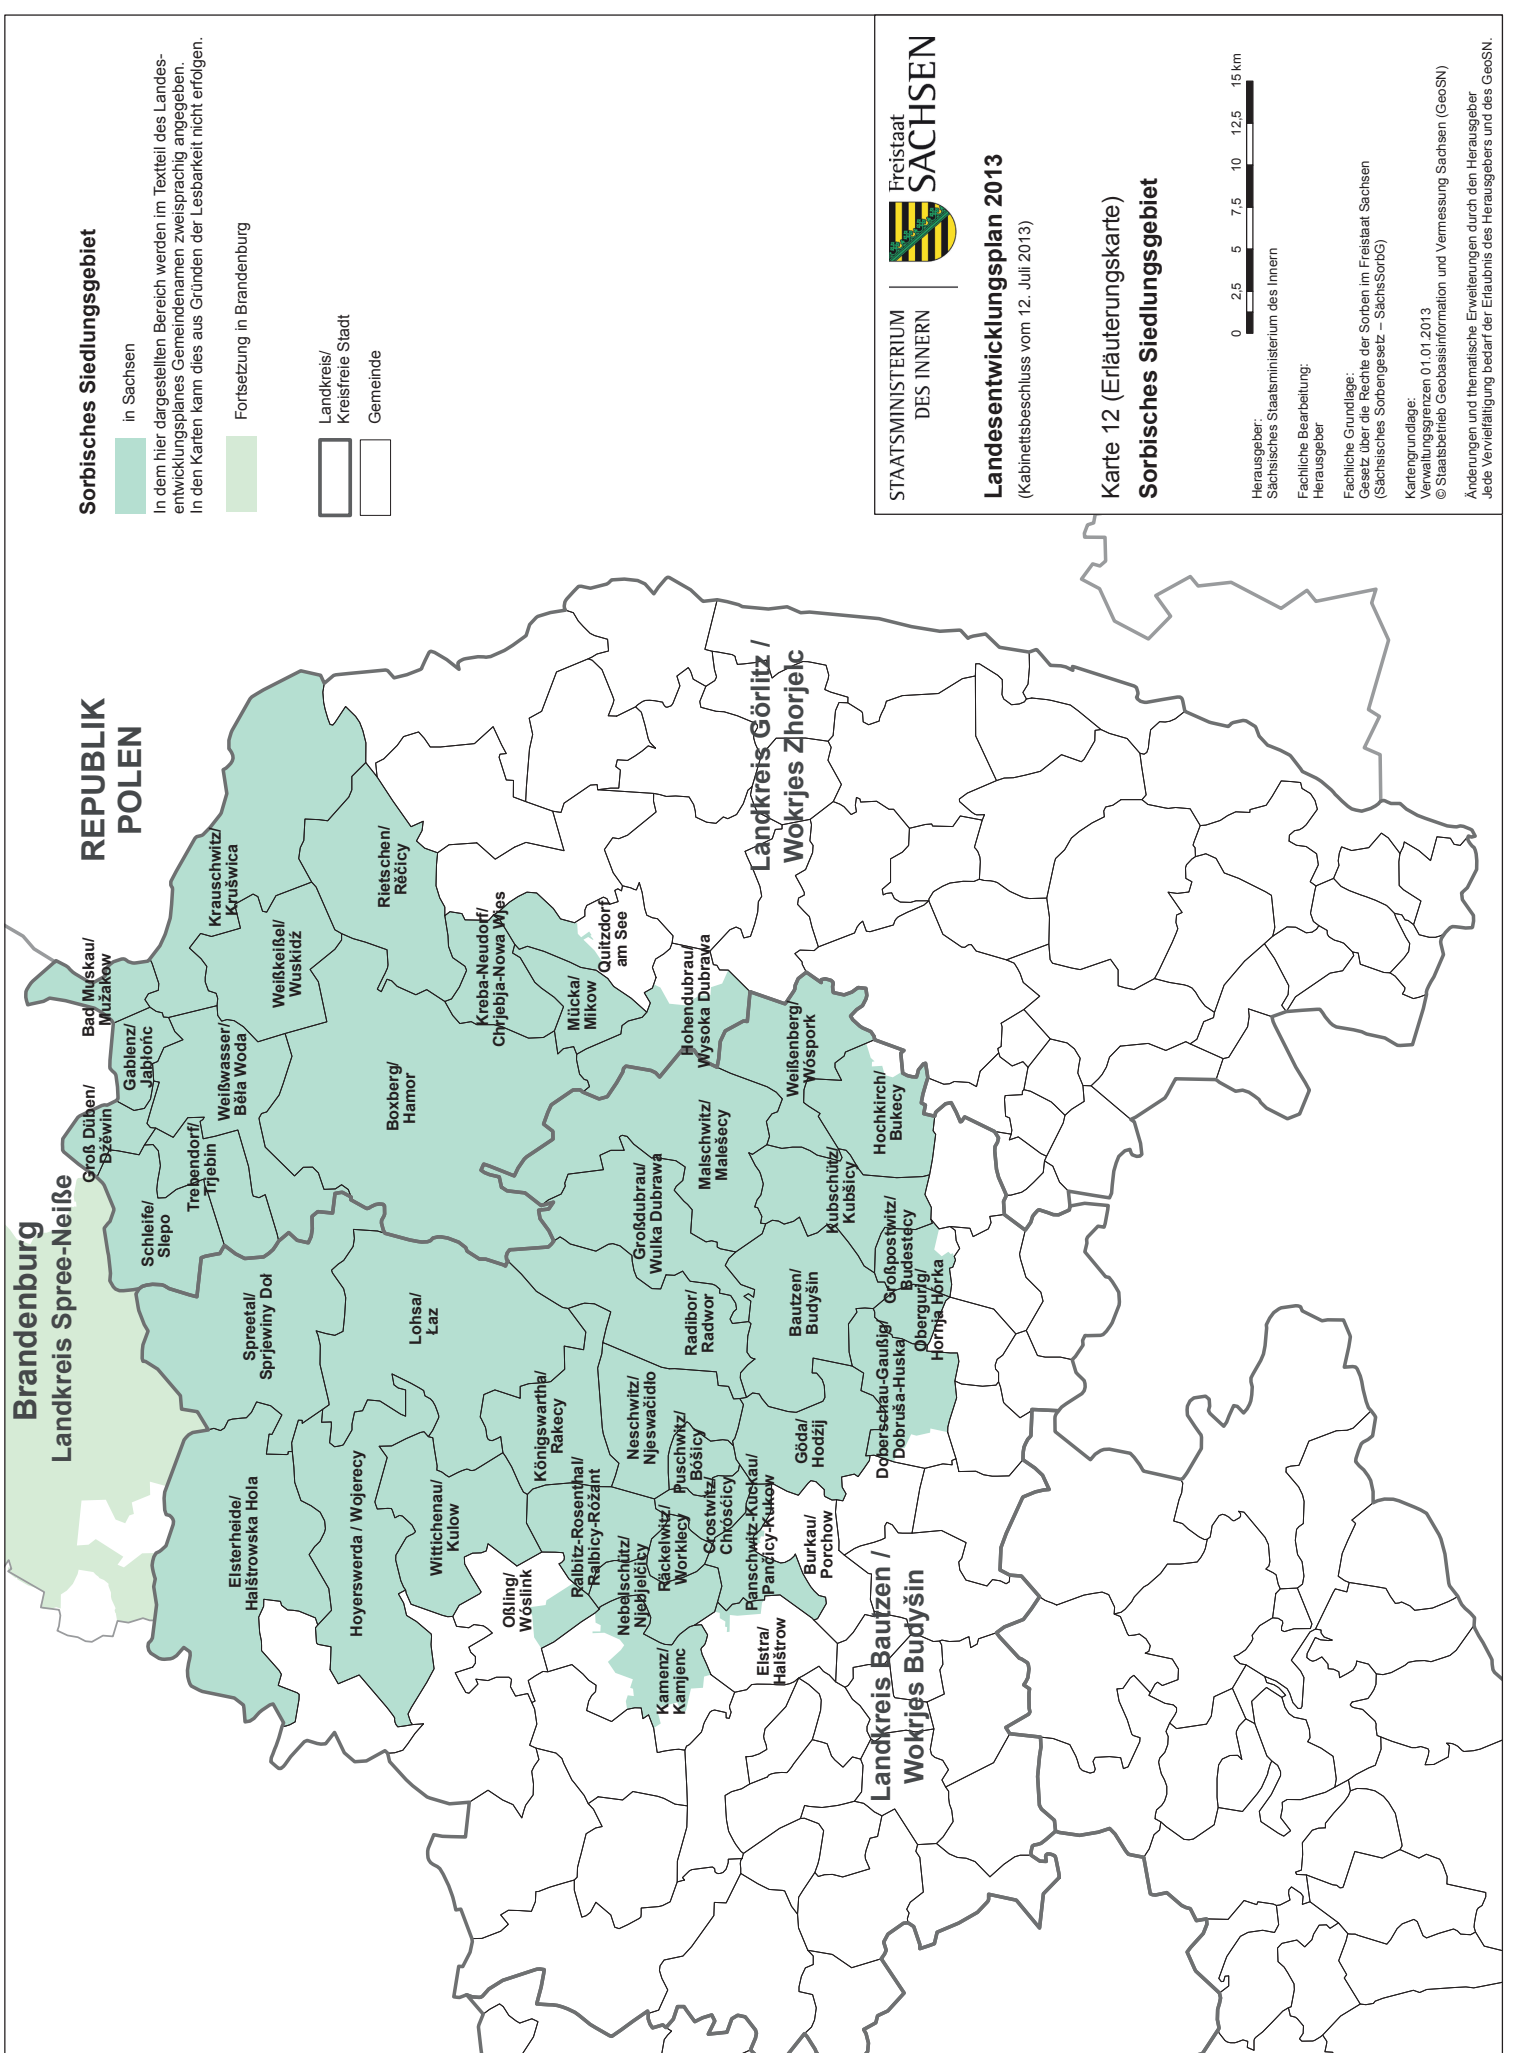 Brandenburg
Landkreis Spree-Neiße
REPUBLIK
POLEN
Sorbisches Siedlungsgebiet
in Sachsen
In dem hier dargestellten Bereich werden im Textteil des Landes-
entwicklungsplanes Gemeindenamen zweisprachig angegeben.
In den Karten kann dies aus Gründen der Lesbarkeit nicht erfolgen.
Fortsetzung in Brandenburg
Landkreis/
Kreisfreie Stadt
Gemeinde
Bad Muskau/
Mužakow
Groß Düben/
Dźěwin
Gablenz/
Jabłońc
Krauschwitz/
Krušwica
Schleife/
Slepo
Trebendorf/
Trjebin
Weißwasser/
Běła Woda
Weißkeißel/
Wuskidź
Spreetal/
Sprjewiny Doł
Elsterheide/
Halštrowska Hola
Hoyerswerda / Wojerecy
Lohsa/
Łaz
Boxberg/
Hamor
Rietschen/
Rěčicy
Wittichenau/
Kulow
Kreba-Neudorf/
Chrjebja-Nowa Wjes
Oßling/
Wóslink
Königswartha/
Rakecy
Mücka/
Mikow
Quitzdorf
am See
Ralbitz-Rosenthal/
Ralbicy-Róžant
Neschwitz/
Njeswačidło
Großdubrau/
Wulka Dubrawa
Nebelschütz/
Njebjelčicy
Räckelwitz/
Worklecy
Puschwitz/
Bóšicy
Radibor/
Radwor
Malschwitz/
Malešecy
Hohendubrau/
Wysoka Dubrawa
Kamenz/
Kamjenc
Crostwitz/
Chrósćicy
Panschwitz-Kuckau/
Pančicy-Kukow
Elstra/
Halštrow
Burkau/
Porchow
Göda/
Hodźij
Bautzen/
Budyšin
Kubschütz/
Kubšicy
Weißenberg/
Wóspork
Hochkirch/
Bukecy
Doberschau-Gaußig/
Dobruša-Huska
Großpostwitz/
Budestecy
Obergurig/
Hornja Hórka
Landkreis Görlitz /
Wokrjes Zhorjelc
Landkreis Bautzen /
Wokrjes Budyšin
STAATSMINISTERIUM
DES INNERN
Freistaat
SACHSEN
Landesentwicklungsplan 2013
(Kabinettsbeschluss vom 12. Juli 2013)
Karte 12 (Erläuterungskarte)
Sorbisches Siedlungsgebiet
0 2,5 5 7,5 10 12,5 15 km
Herausgeber:
Sächsisches Staatsministerium des Innern
Fachliche Bearbeitung:
Herausgeber
Fachliche Grundlage:
Gesetz über die Rechte der Sorben im Freistaat Sachsen
(Sächsisches Sorbengesetz – SächsSorbG)
Kartengrundlage:
Verwaltungsgrenzen 01.01.2013
© Staatsbetrieb Geobasisinformation und Vermessung Sachsen (GeoSN)
Änderungen und thematische Erweiterungen durch den Herausgeber
Jede Vervielfältigung bedarf der Erlaubnis des Herausgebers und des GeoSN.